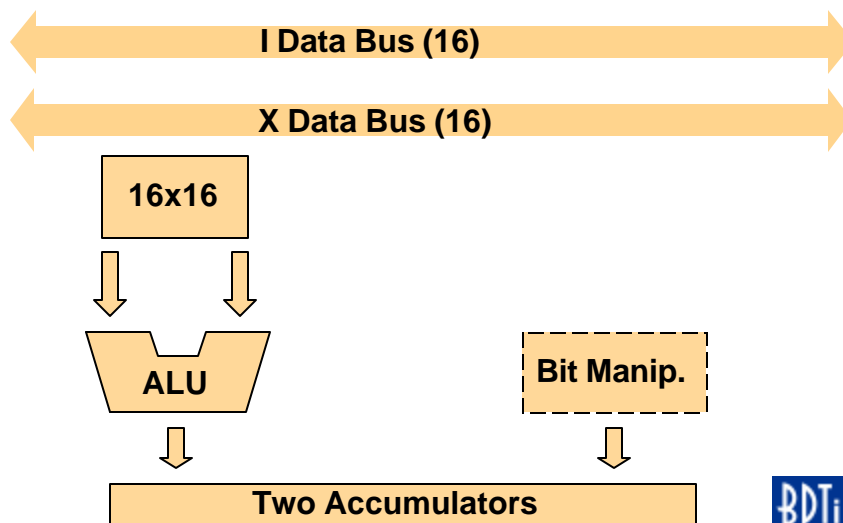 I Data Bus (16)
X Data Bus (16)
16x16
ALU
Bit Manip.
Two Accumulators
BDTi